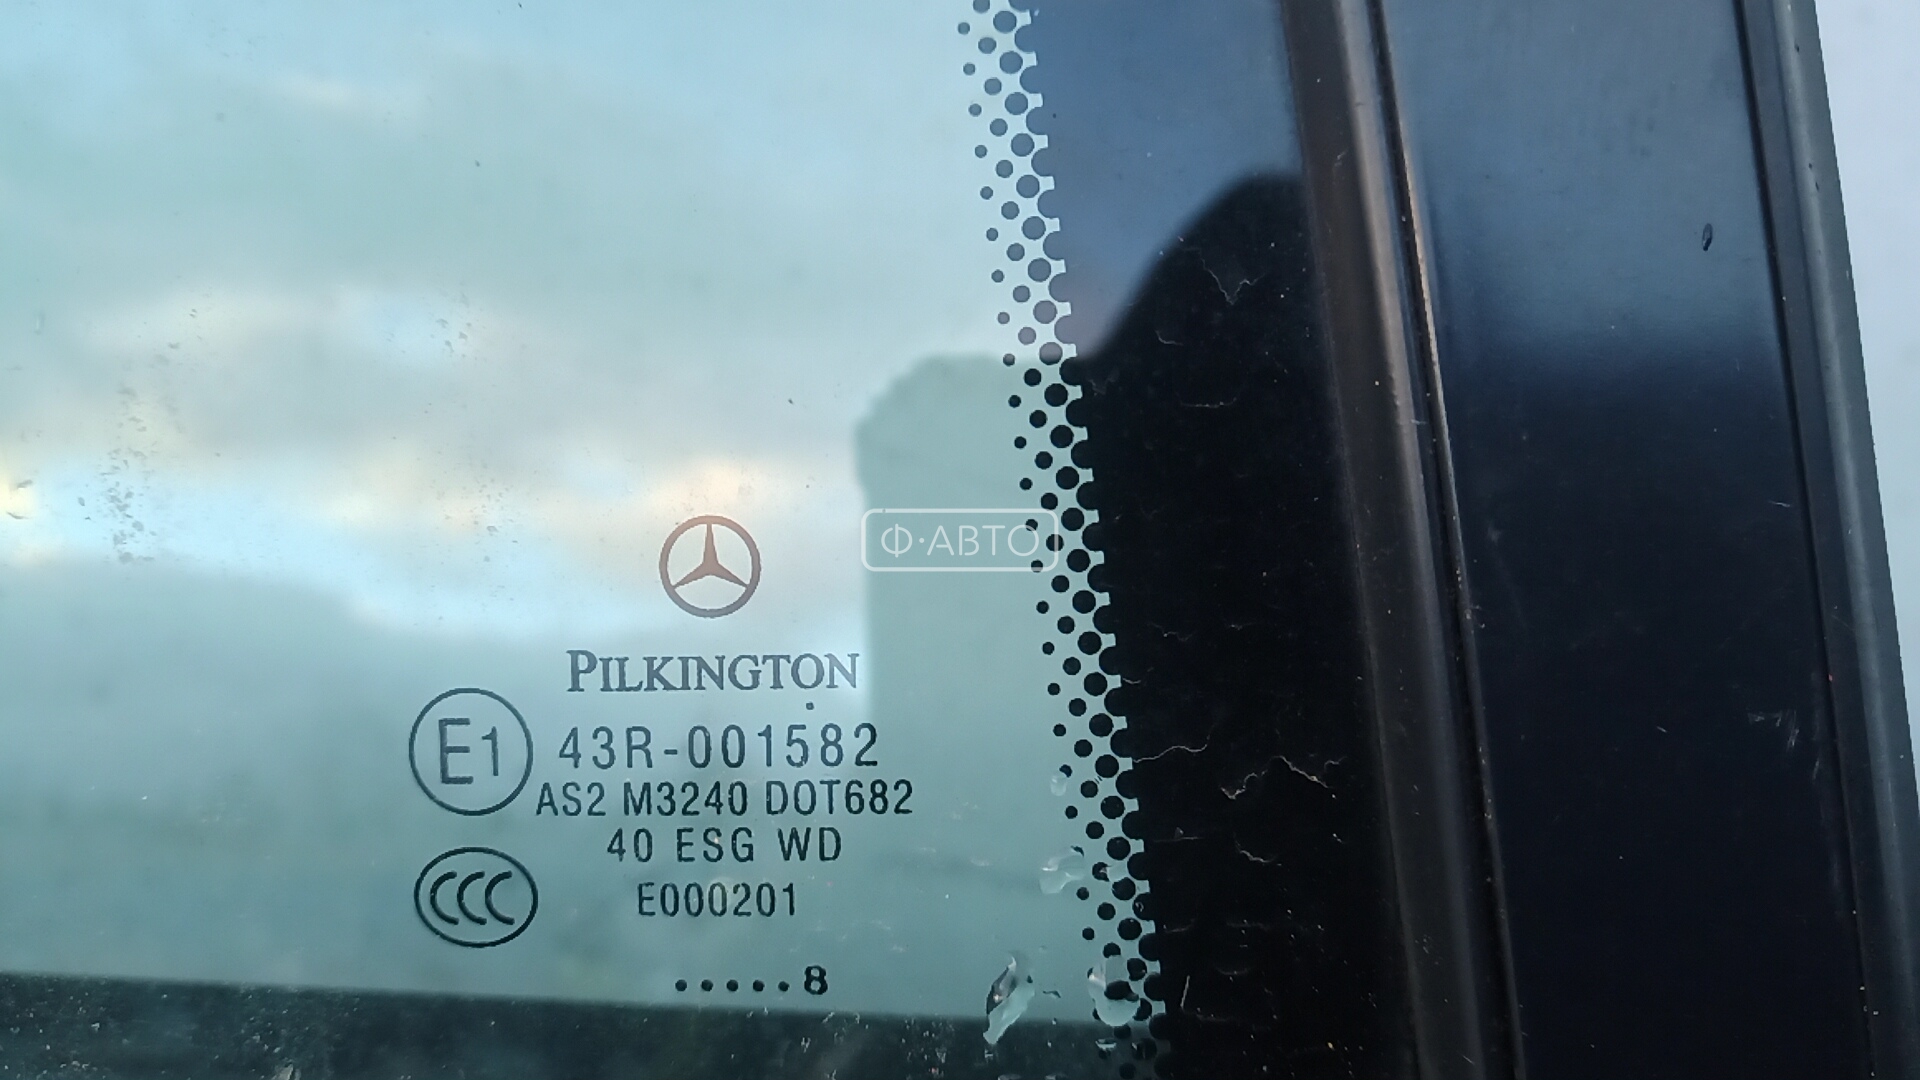 Ф·АВТО
PILKINGTON
E1 43R-001582
AS2 M3240 DOT682
40 ESG WD
CCC E000201
.....8